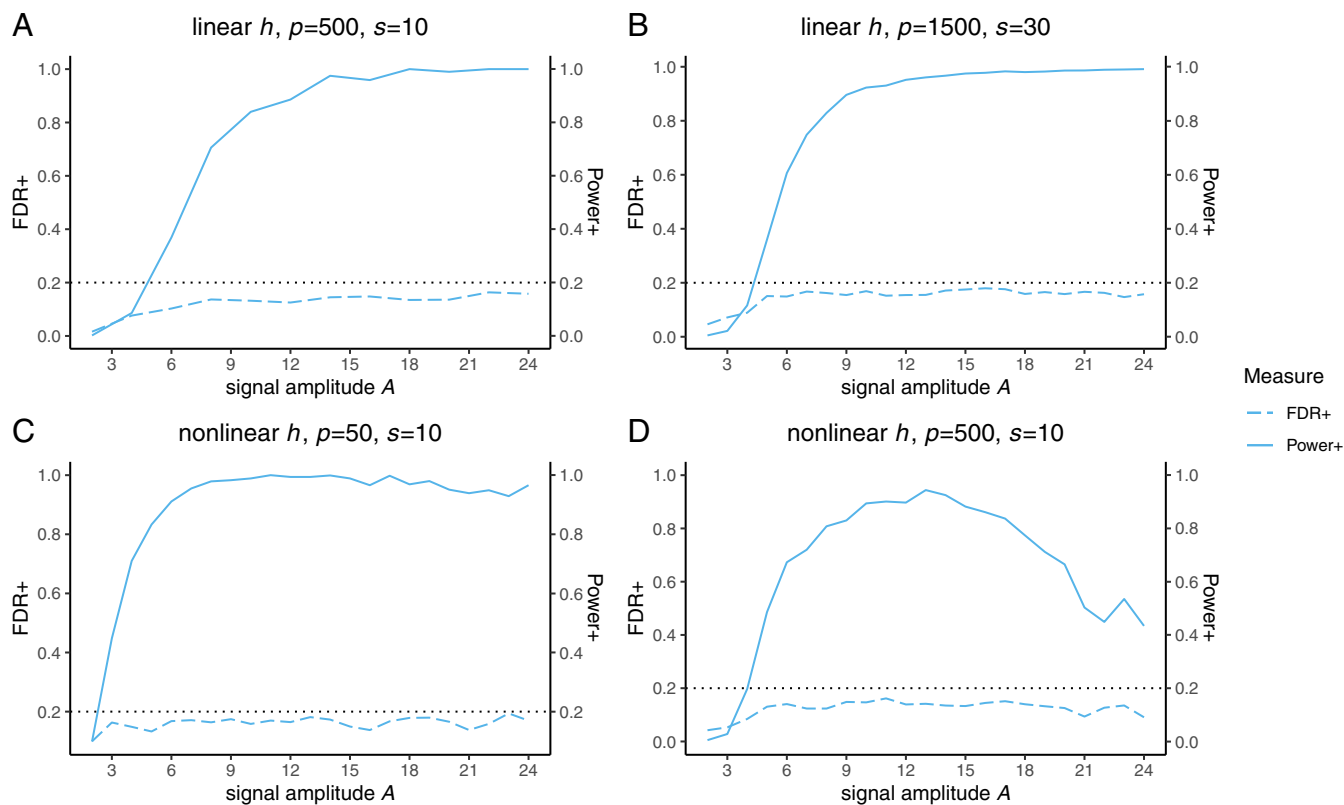 A
linear h, p=500, s=10
1.0
0.8
0.6
0.4
0.2
0.0
FDR+
1.0
0.8
0.6
0.4
0.2
0.0
Power+
3 6 9 12 15 18 21 24
signal amplitude A
B
linear h, p=1500, s=30
1.0
0.8
0.6
0.4
0.2
0.0
FDR+
1.0
0.8
0.6
0.4
0.2
0.0
Power+
3 6 9 12 15 18 21 24
signal amplitude A
C
nonlinear h, p=50, s=10
1.0
0.8
0.6
0.4
0.2
FDR+
1.0
0.8
0.6
0.4
0.2
Power+
3 6 9 12 15 18 21 24
signal amplitude A
D
nonlinear h, p=500, s=10
1.0
0.8
0.6
0.4
0.2
0.0
FDR+
1.0
0.8
0.6
0.4
0.2
0.0
Power+
3 6 9 12 15 18 21 24
signal amplitude A
Measure
FDR+
Power+